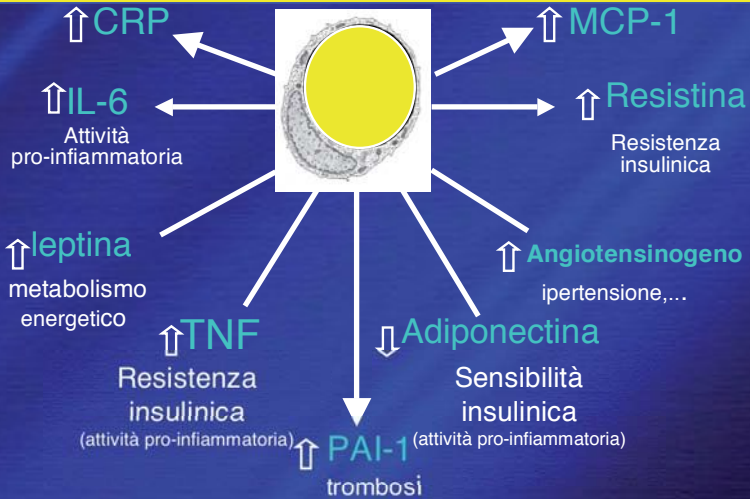 ⇧CRP
⇧MCP-1
⇧IL-6
Attività
pro-infiammatoria
⇧Resistina
Resistenza
insulinica
⇧leptina
metabolismo
energetico
⇧Angiotensinogeno
ipertensione,...
⇧TNF
Resistenza
insulinica
(attività pro-infiammatoria)
⇩Adiponectina
Sensibilità
insulinica
(attività pro-infiammatoria)
⇧PAI-1
trombosi